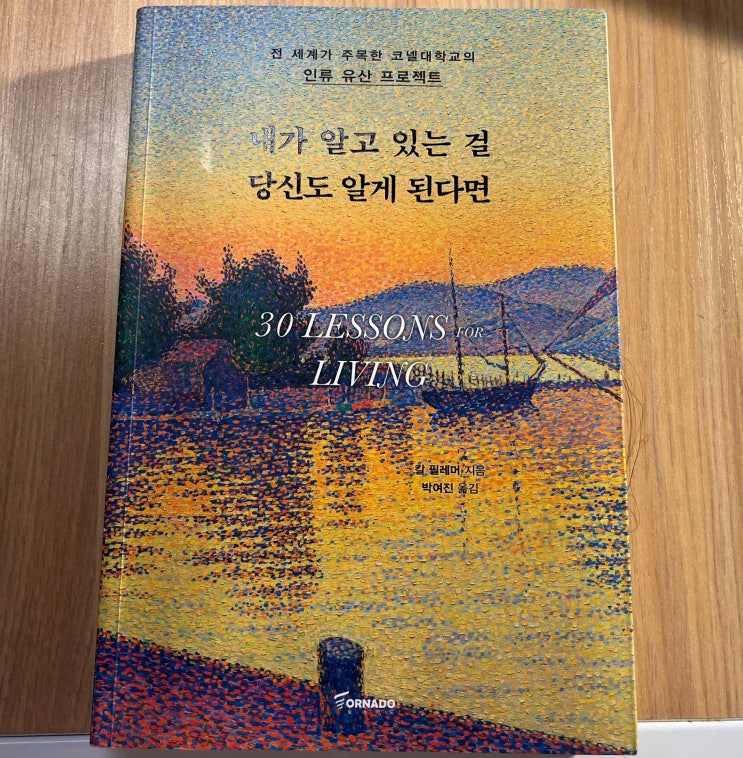 전 세계가 주목한 코넬대학교의
인류 유산 프로젝트
내가 알고 있는 걸
당신도 알게 된다면
30 LESSONS FOR
LIVING
칼 필레머 지음
박여진 옮김
TORNADO